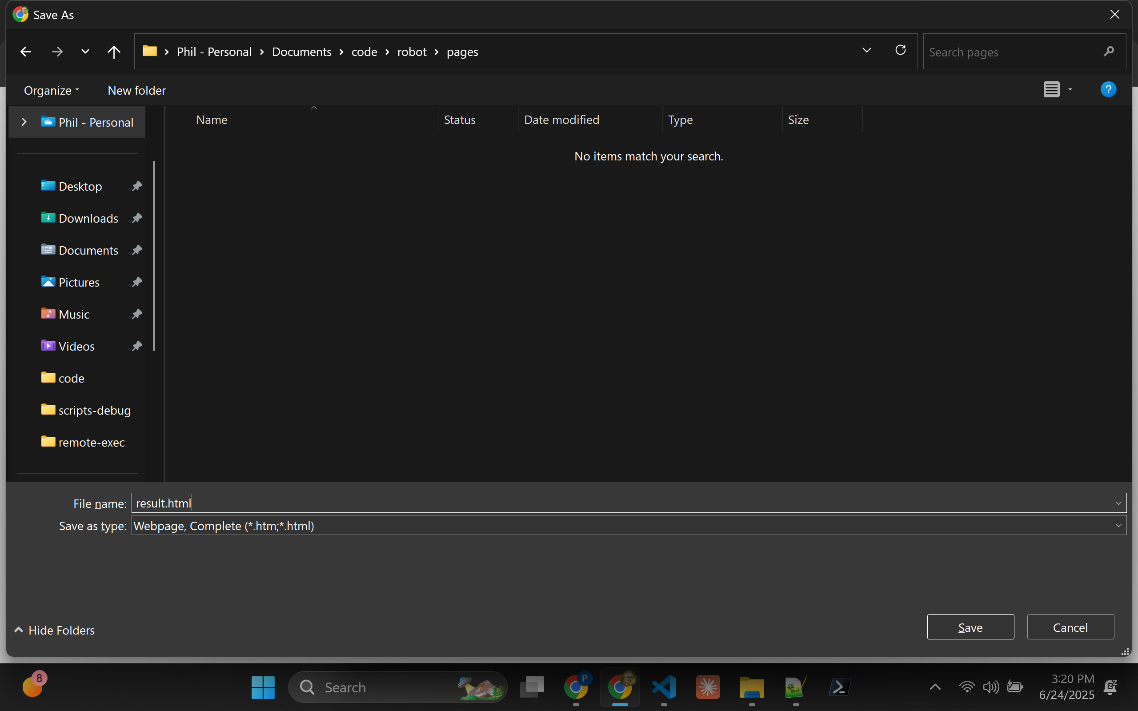 Save As
Phil - Personal > Documents > code > robot > pages
Search pages
Organize
New folder
?
Phil - Personal
Name Status Date modified Type Size
No items match your search.
Desktop
Downloads
Documents
Pictures
Music
Videos
code
scripts-debug
remote-exec
File name: result.html
Save as type: Webpage, Complete (*.htm;*.html)
Hide Folders
Save
Cancel
8
Search
P
3:20 PM
6/24/2025